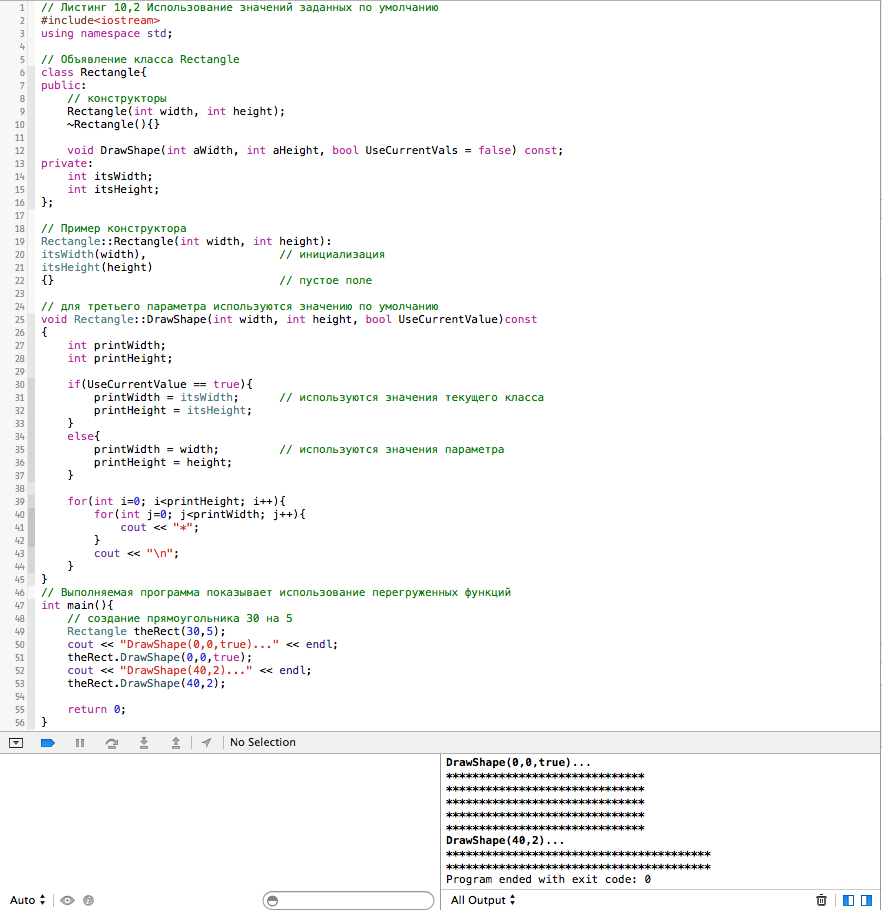 1 // Листинг 10,2 Использование значений заданных по умолчанию
2 #include<iostream>
3 using namespace std;
4
5 // Объявление класса Rectangle
6 class Rectangle{
7 public:
8     // конструкторы
9     Rectangle(int width, int height);
10     ~Rectangle(){}
11
12     void DrawShape(int aWidth, int aHeight, bool UseCurrentVals = false) const;
13 private:
14     int itsWidth;
15     int itsHeight;
16 };
17
18 // Пример конструктора
19 Rectangle::Rectangle(int width, int height):
20 itsWidth(width),                    // инициализация
21 itsHeight(height)
22 {}                                  // пустое поле
23
24 // для третьего параметра используются значению по умолчанию
25 void Rectangle::DrawShape(int width, int height, bool UseCurrentValue)const
26 {
27     int printWidth;
28     int printHeight;
29
30     if(UseCurrentValue == true){
31         printWidth = itsWidth;      // используются значения текущего класса
32         printHeight = itsHeight;
33     }
34     else{
35         printWidth = width;         // используются значения параметра
36         printHeight = height;
37     }
38
39     for(int i=0; i<printHeight; i++){
40         for(int j=0; j<printWidth; j++){
41             cout << "*";
42         }
43         cout << "\n";
44     }
45 }
46 // Выполняемая программа показывает использование перегруженных функций
47 int main(){
48     // создание прямоугольника 30 на 5
49     Rectangle theRect(30,5);
50     cout << "DrawShape(0,0,true)..." << endl;
51     theRect.DrawShape(0,0,true);
52     cout << "DrawShape(40,2)..." << endl;
53     theRect.DrawShape(40,2);
54
55     return 0;
56 }
No Selection
DrawShape(0,0,true)...
******************************
******************************
******************************
******************************
******************************
DrawShape(40,2)...
****************************************
****************************************
Program ended with exit code: 0
Auto
All Output